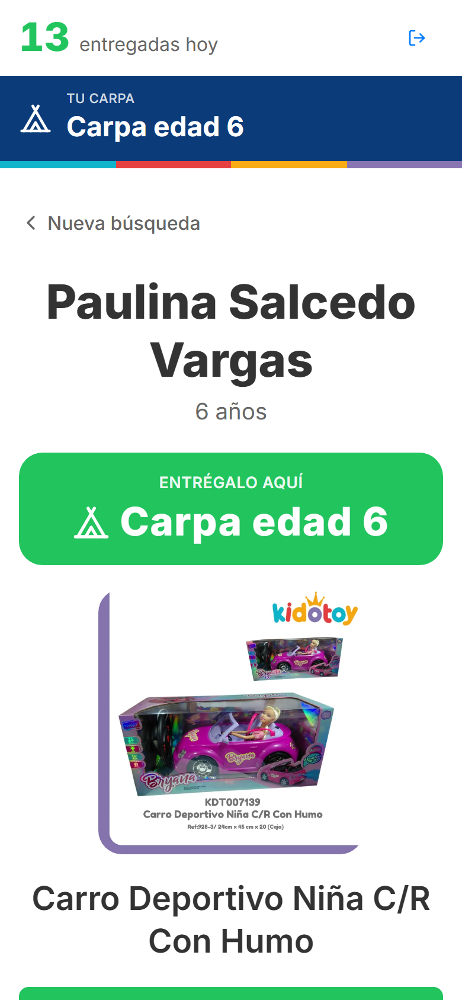 13 entregadas hoy
TU CARPA
Carpa edad 6
Nueva búsqueda
Paulina Salcedo
Vargas
6 años
ENTRÉGALO AQUÍ
Carpa edad 6
kidotoy
Bryana
Bryana
Bryana
KDT007139
Carro Deportivo Niña C/R Con Humo
Ref:928-3/ 24cm x 45 cm x 20 (Caja)
Carro Deportivo Niña C/R
Con Humo